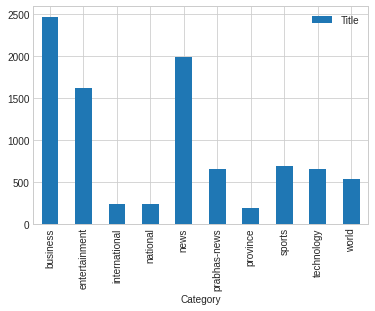 Title
2500
2000
1500
1000
500
0
business
entertainment
international
national
news
prabhas-news
province
sports
technology
world
Category